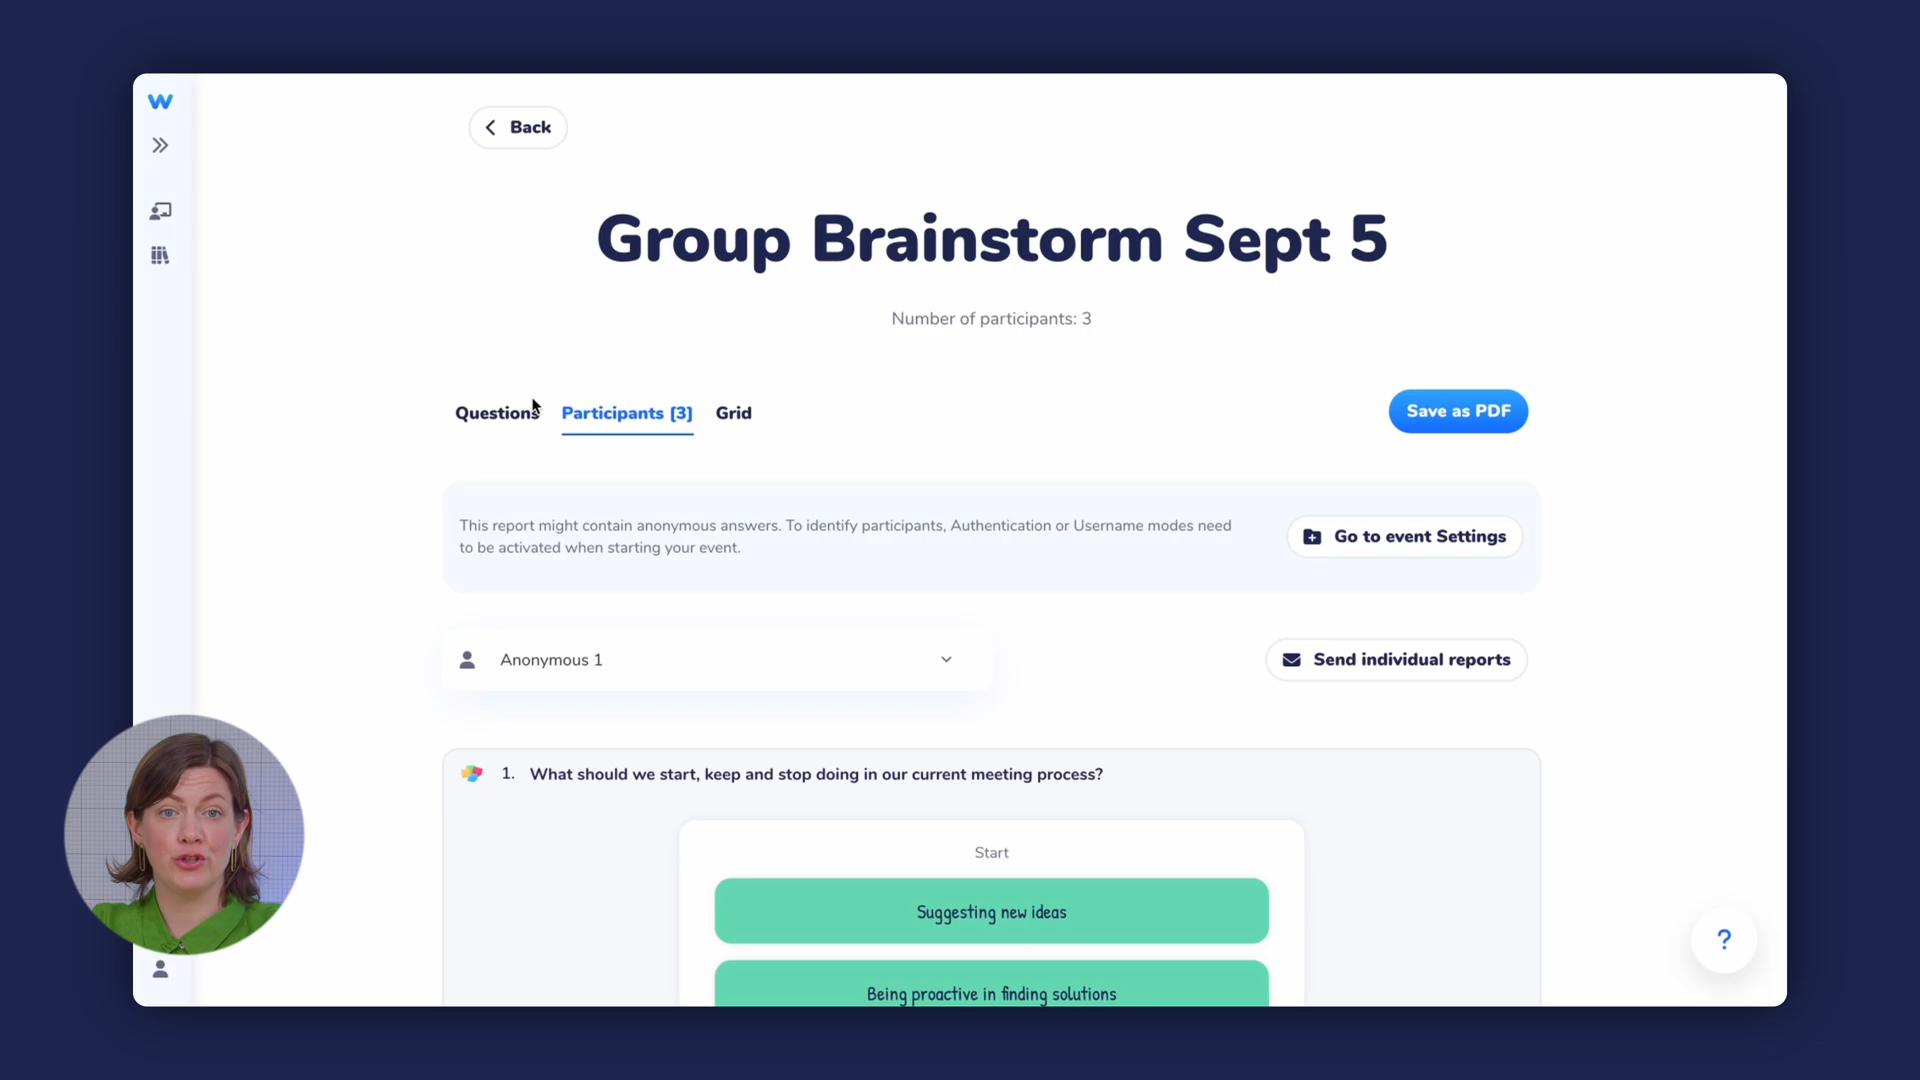 w
Back
Group Brainstorm Sept 5
Number of participants: 3
Questions Participants [3] Grid
Save as PDF
This report might contain anonymous answers. To identify participants, Authentication or Username modes need
to be activated when starting your event.
Go to event Settings
Anonymous 1
Send individual reports
1. What should we start, keep and stop doing in our current meeting process?
Start
Suggesting new ideas
Being proactive in finding solutions
?